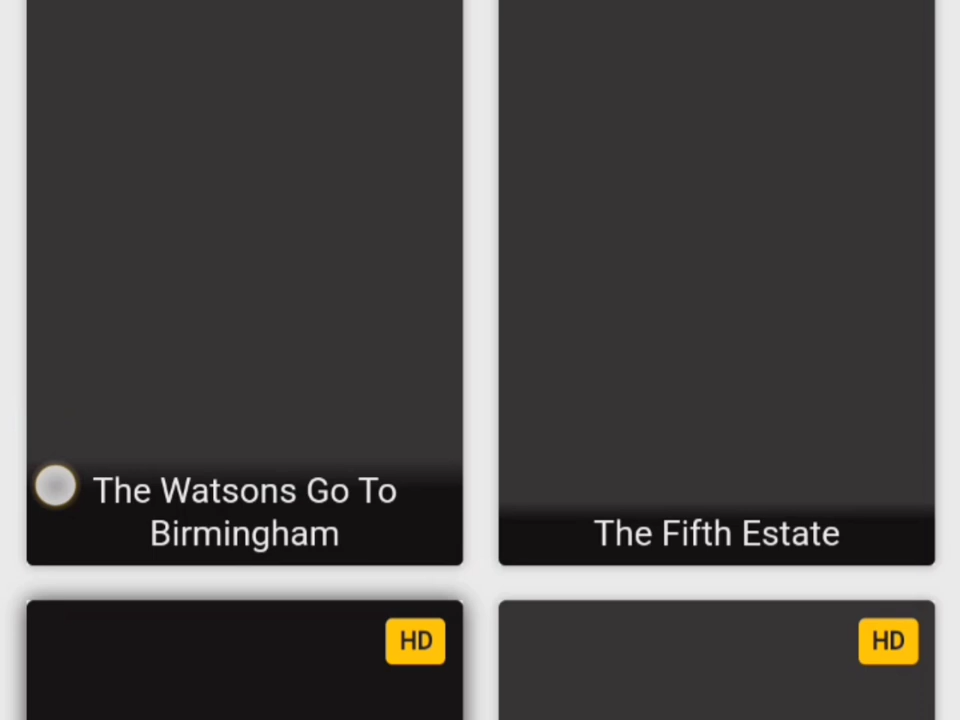 The Watsons Go To
Birmingham
The Fifth Estate
HD
HD